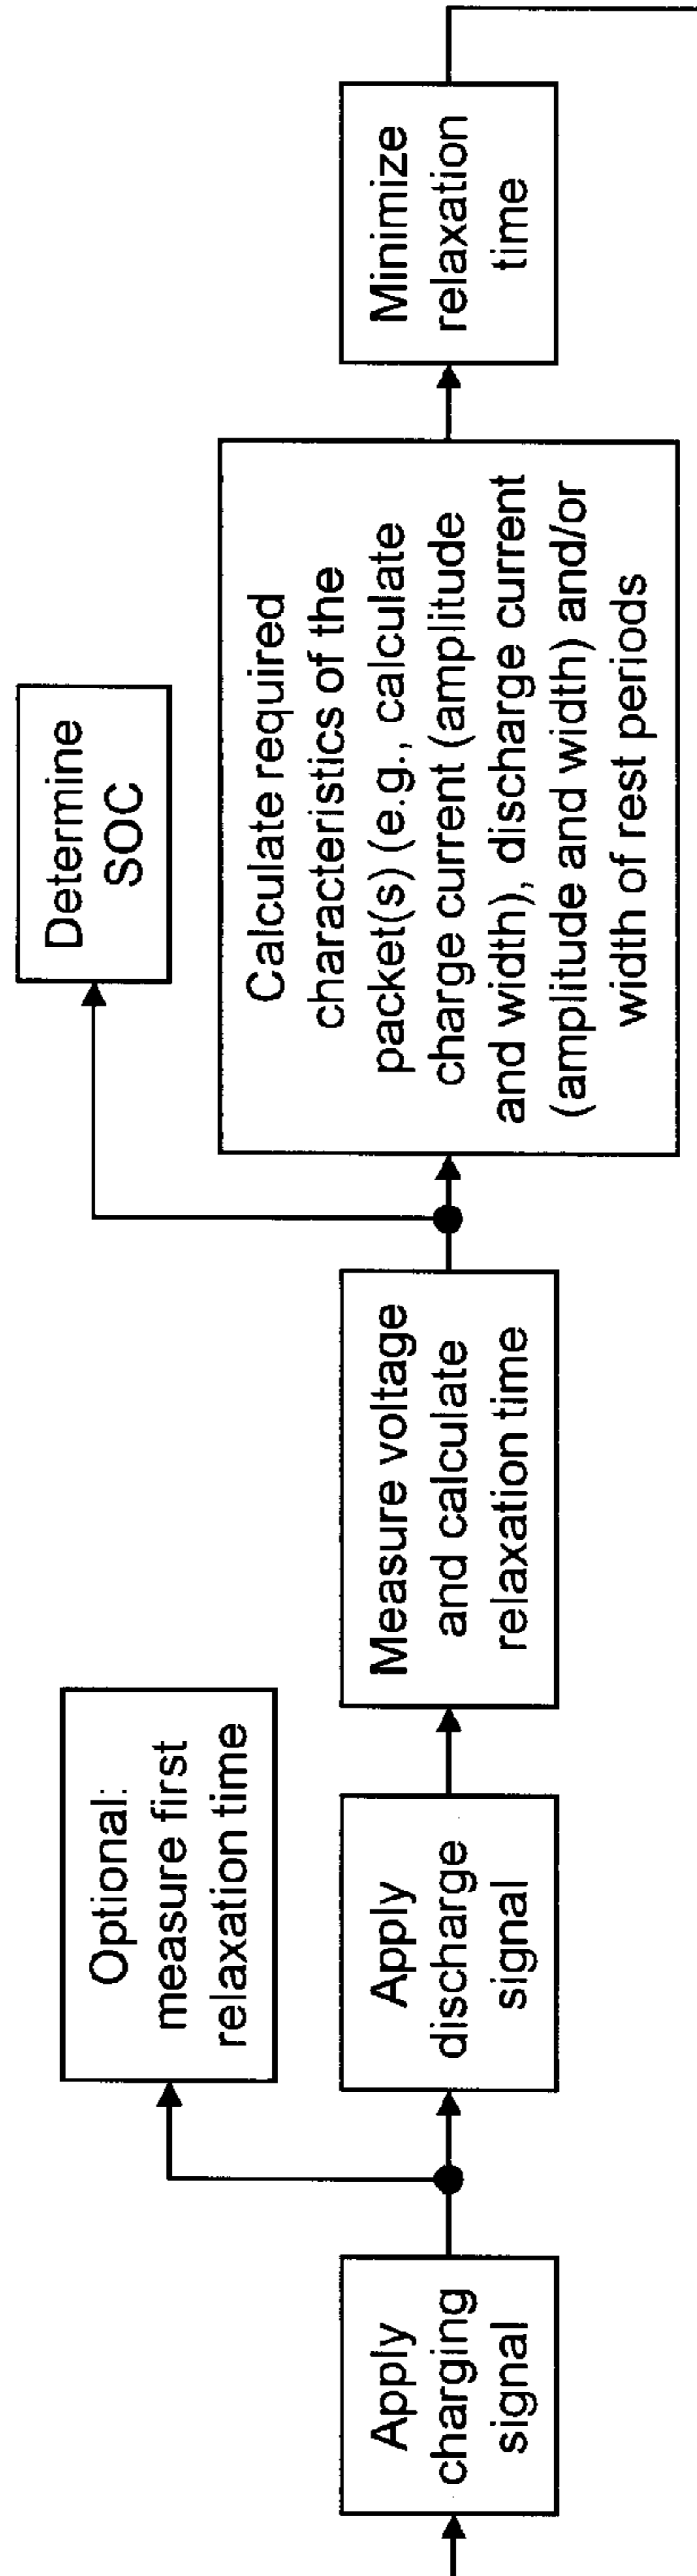 Apply
charging
signal
Optional:
measure first
relaxation time
Apply
discharge
signal
Measure voltage
and calculate
relaxation time
Determine
SOC
Calculate required
characteristics of the
packet(s) (e.g., calculate
charge current (amplitude
and width), discharge current
(amplitude and width) and/or
width of rest periods
Minimize
relaxation
time